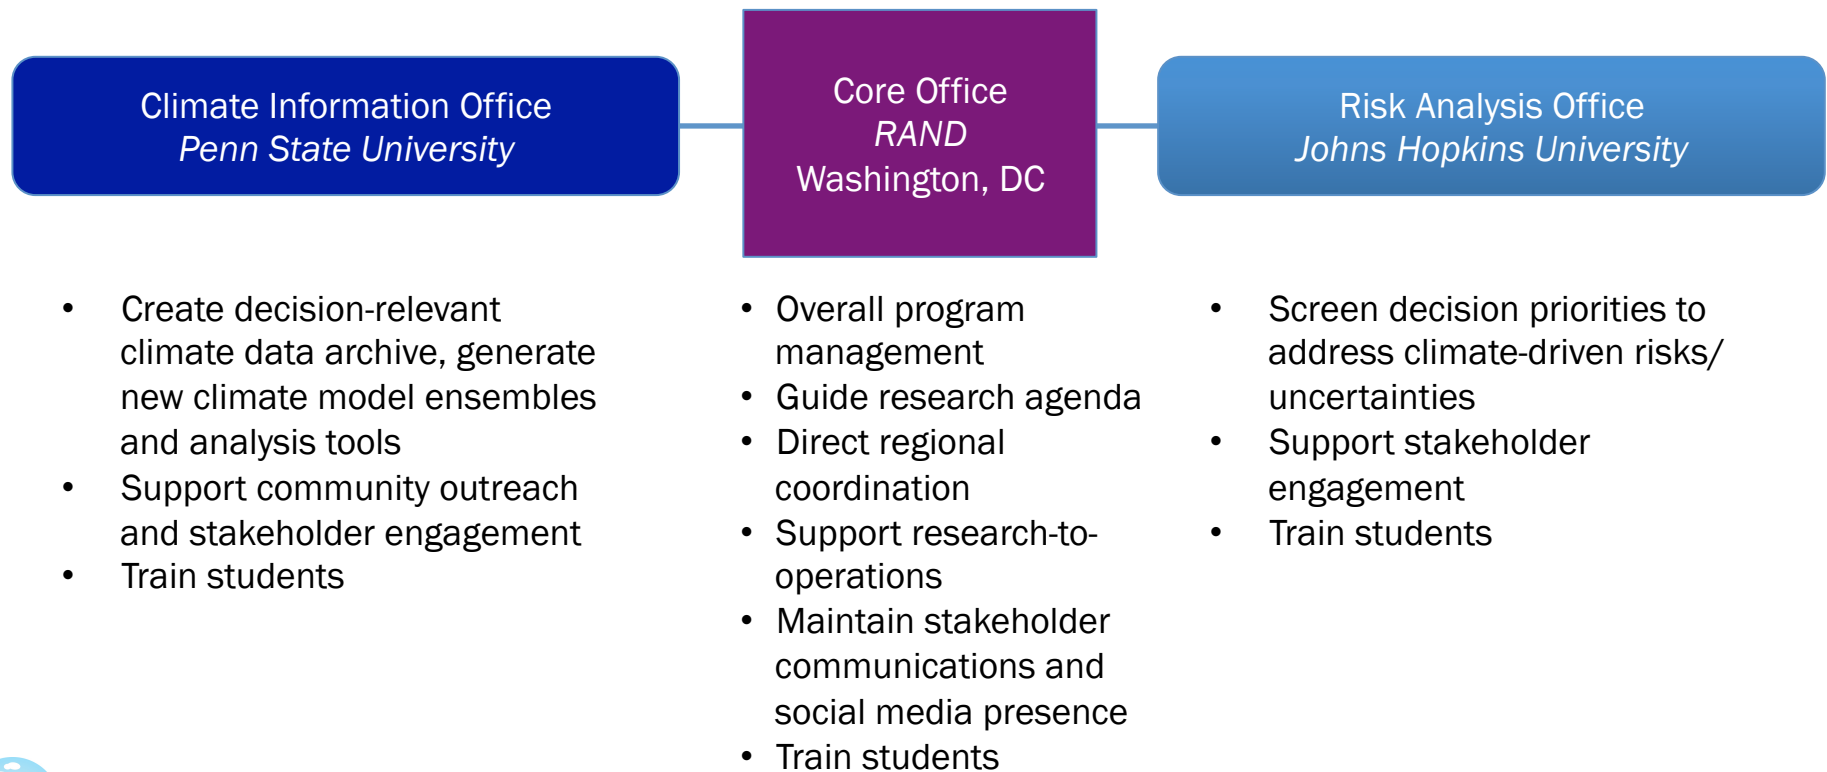 Climate Information Office
Penn State University
Core Office
RAND
Washington, DC
Risk Analysis Office
Johns Hopkins University
• Create decision-relevant
climate data archive, generate
new climate model ensembles
and analysis tools
• Support community outreach
and stakeholder engagement
• Train students
• Overall program
management
• Guide research agenda
• Direct regional
coordination
• Support research-to-
operations
• Maintain stakeholder
communications and
social media presence
• Train students
• Screen decision priorities to
address climate-driven risks/
uncertainties
• Support stakeholder
engagement
• Train students